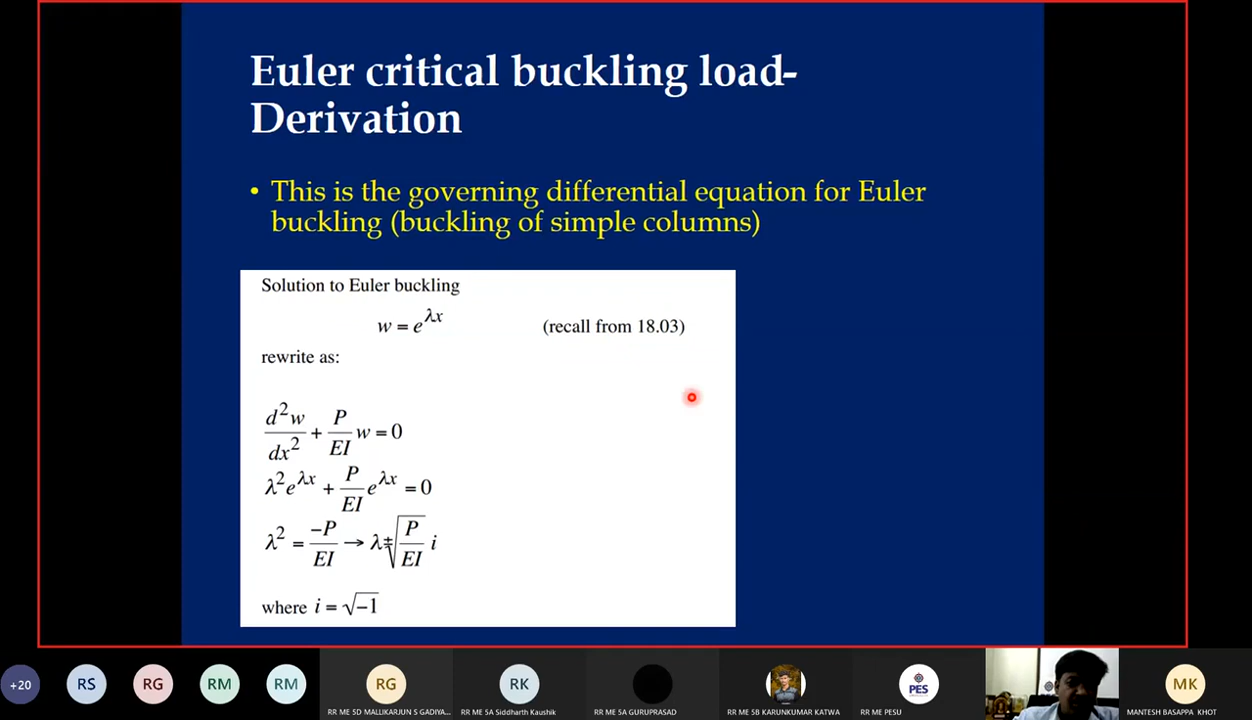 Euler critical buckling load-
Derivation
• This is the governing differential equation for Euler
buckling (buckling of simple columns)
Solution to Euler buckling
w = e^{λx} (recall from 18.03)
rewrite as:
d²w/dx² + P/EI w = 0
λ²e^{λx} + P/EI e^{λx} = 0
λ² = -P/EI → λ ± √(P/EI) i
where i = √-1
+20 RS RG RM RM RG RK PES MK
RR ME 5D MALLIKARJUN S GADIYA... RR ME 5A Siddharth Kaushik RR ME 5A GURUPRASAD RR ME 5B KARUNKUMAR KATWA RR ME PESU MANTESH BASAPPA KHOT